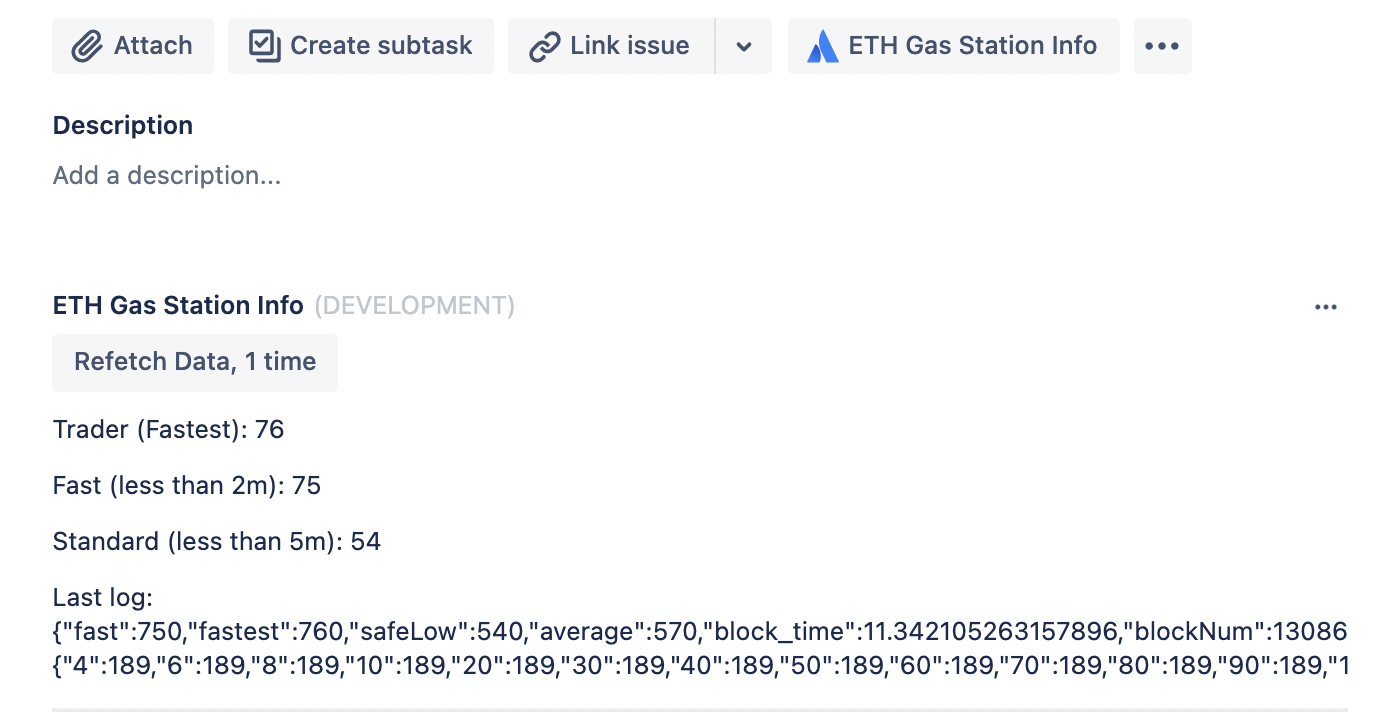 Attach Create subtask Link issue ETH Gas Station Info
Description
Add a description...
ETH Gas Station Info (DEVELOPMENT)
Refetch Data, 1 time
Trader (Fastest): 76
Fast (less than 2m): 75
Standard (less than 5m): 54
Last log:
{"fast":750,"fastest":760,"safeLow":540,"average":570,"block_time":11.342105263157896,"blockNum":13086
{"4":189,"6":189,"8":189,"10":189,"20":189,"30":189,"40":189,"50":189,"60":189,"70":189,"80":189,"90":189,"1